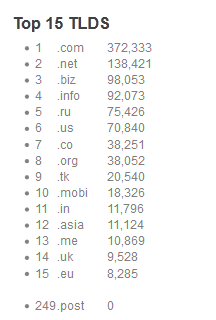 Top 15 TLDS
1 .com 372,333
2 .net 138,421
3 .biz 98,053
4 .info 92,073
5 .ru 75,426
6 .us 70,840
7 .co 38,251
8 .org 38,052
9 .tk 20,540
10 .mobi 18,326
11 .in 11,796
12 .asia 11,124
13 .me 10,869
14 .uk 9,528
15 .eu 8,285
249.post 0